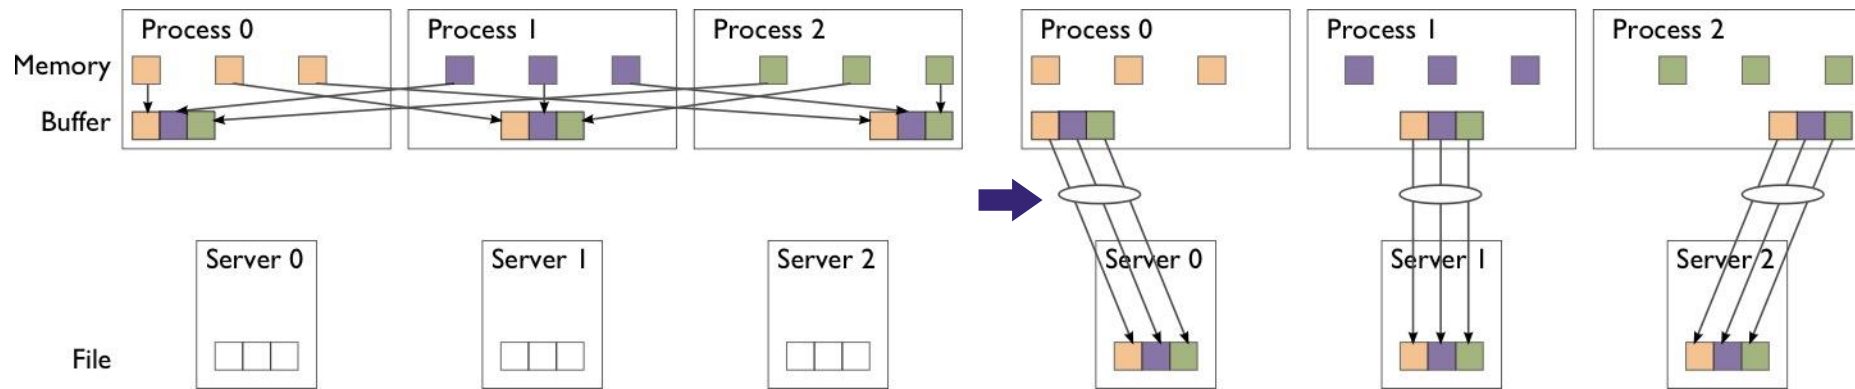 Process 0
Process 1
Process 2
Process 0
Process 1
Process 2
Memory
Buffer
Server 0
Server 1
Server 2
Server 0
Server 1
Server 2
File